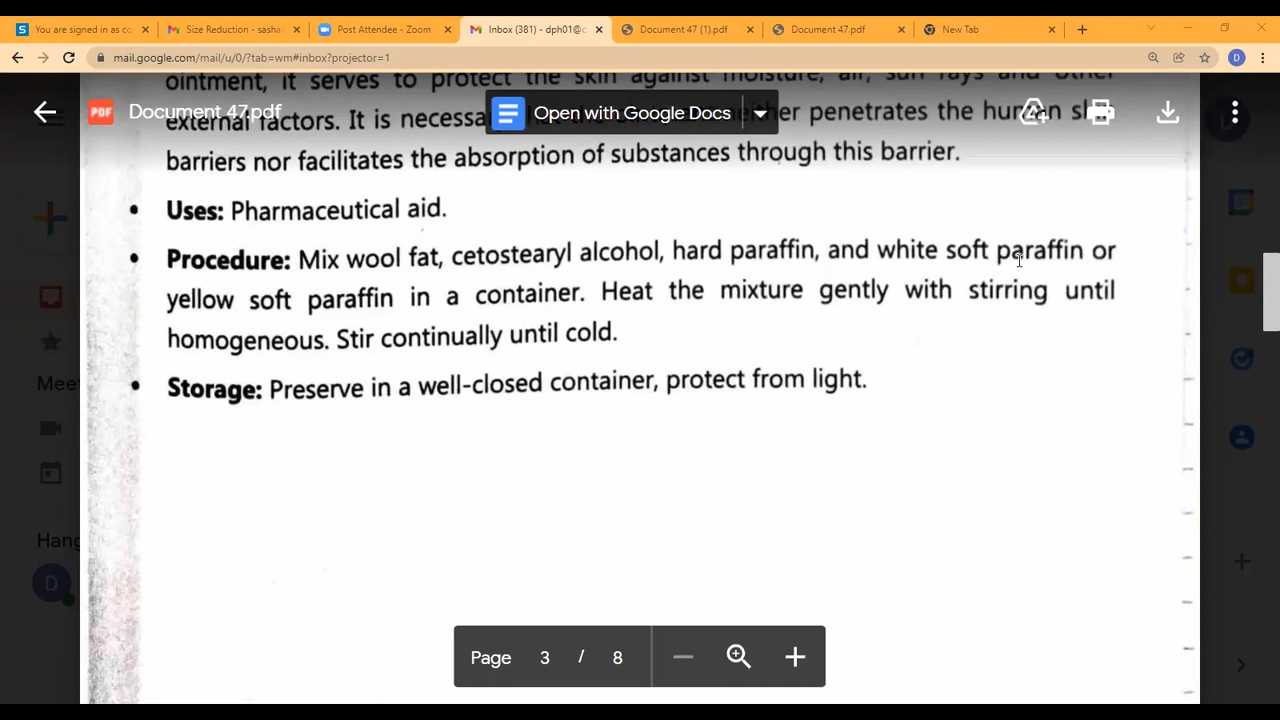 You are signed in as co
Size Reduction - sasha
Post Attendee - Zoom
Inbox (381) - dph01@c
Document 47 (1).pdf
Document 47.pdf
New Tab
mail.google.com/mail/u/0/?tab=wm#inbox?projector=1
D
ointment, it serves to protect the skin against moisture, air, sun rays and other
PDF
Document 47.pdf
Open with Google Docs
external factors. It is necessa penetrates the human
barriers nor facilitates the absorption of substances through this barrier.
• Uses: Pharmaceutical aid.
• Procedure: Mix wool fat, cetostearyl alcohol, hard paraffin, and white soft paraffin or
yellow soft paraffin in a container. Heat the mixture gently with stirring until
homogeneous. Stir continually until cold.
Meet
• Storage: Preserve in a well-closed container, protect from light.
Hang
D
Page 3 / 8